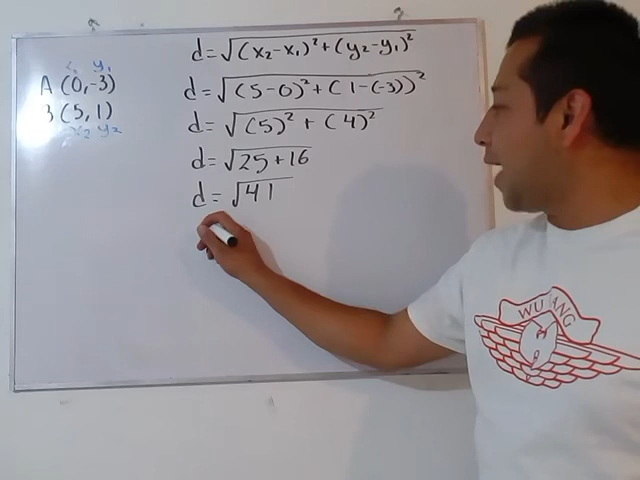 x₁ y₁
A (0,-3)
B (5, 1)
x₂ y₂
d=√(x₂-x₁)²+(y₂-y₁)²
d=√(5-0)²+(1-(-3))²
d=√(5)²+(4)²
d=√25+16
d=√41
WU ANG